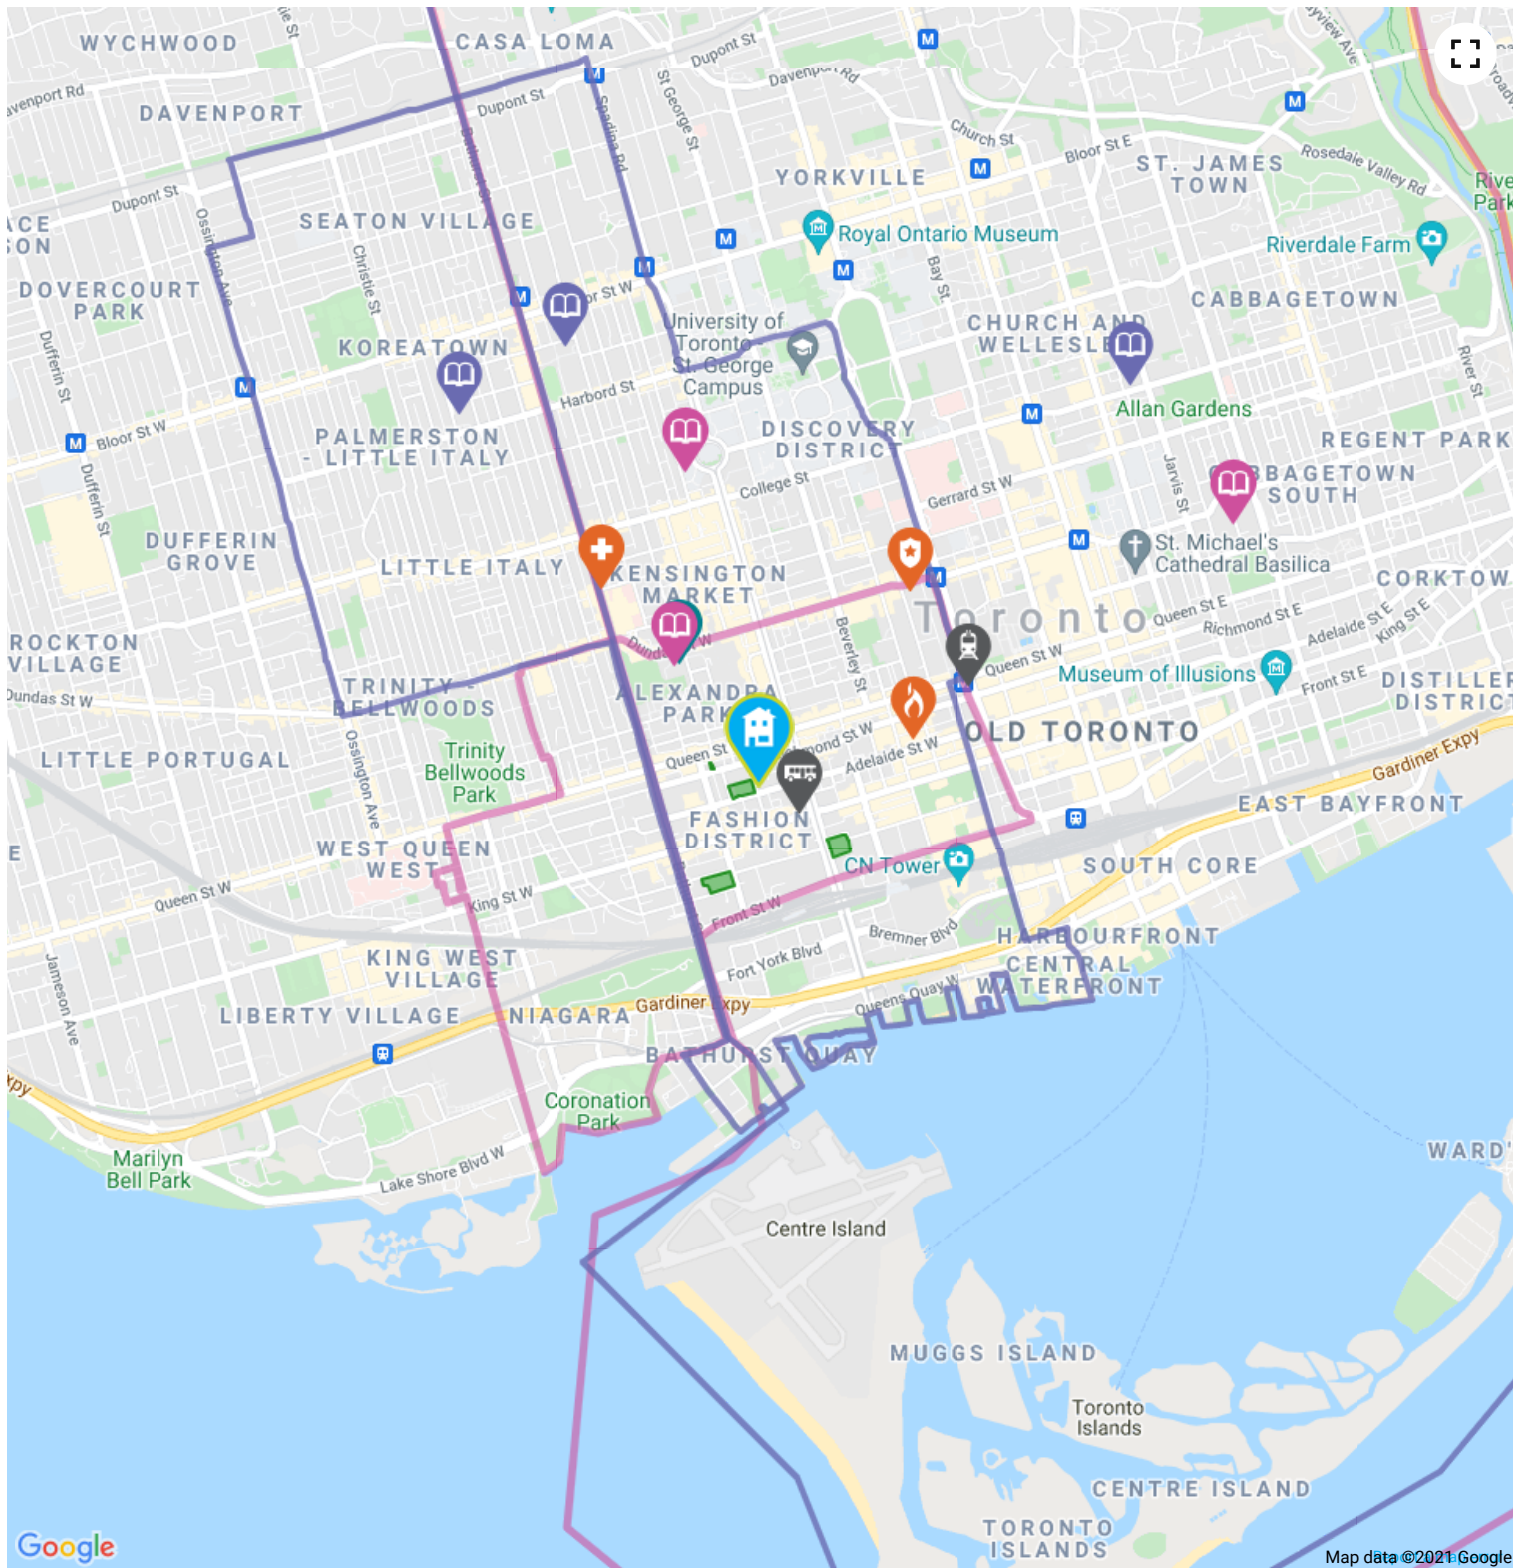 WYCHWOOD
CASA LOMA
Dupont St
M
Davenport Rd
DAVENPORT
Dupont St
Spadina Rd
St George St
Church St
Bloor St E
ST. JAMES
TOWN
Rosedale Valley Rd
Bathurst St
YORKVILLE
Dupont St
SEATON VILLAGE
Ossington Ave
Christie St
Royal Ontario Museum
Riverdale Farm
Bay St.
DOVERCOURT
PARK
CABBAGETOWN
University of
Toronto -
St. George
Campus
CHURCH AND
KOREATOWN
Dufferin St
Harbord St
River St
Allan Gardens
PALMERSTON
- LITTLE ITALY
Bloor St W
DISCOVERY
DISTRICT
REGENT PARK
SOUTH
Dufferin St
College St
Gerrard St W
Jarvis St
DUFFERIN
GROVE
LITTLE ITALY
KENSINGTON
MARKET
St. Michael's
Cathedral Basilica
Toronto
Queen St E
Richmond St E
Adelaide St E
King St E
VILLAGE
Beverley St
Queen St W
Dundas St W
TRINITY -
BELLWOODS
ALEXANDRA
PARK
Museum of Illusions
Front St E
OLD TORONTO
LITTLE PORTUGAL
Ossington Ave
Trinity
Bellwoods
Park
Queen St
Adelaide St W
Gardiner Expy
EAST BAYFRONT
FASHION
DISTRICT
WEST QUEEN
WEST
CN Tower
SOUTH CORE
Queen St W
King St W
Front St W
Bremner Blvd
HARBOURFRONT
CENTRAL
WATERFRONT
KING WEST
VILLAGE
Fort York Blvd
Jameson Ave
Queens Quay W
LIBERTY VILLAGE
NIAGARA
Gardiner Expy
BATHURST QUAY
Coronation
Park
Marilyn
Bell Park
Lake Shore Blvd W
Centre Island
MUGGS ISLAND
Toronto
Islands
CENTRE ISLAND
TORONTO
ISLANDS
Google
Map data ©2021 Google